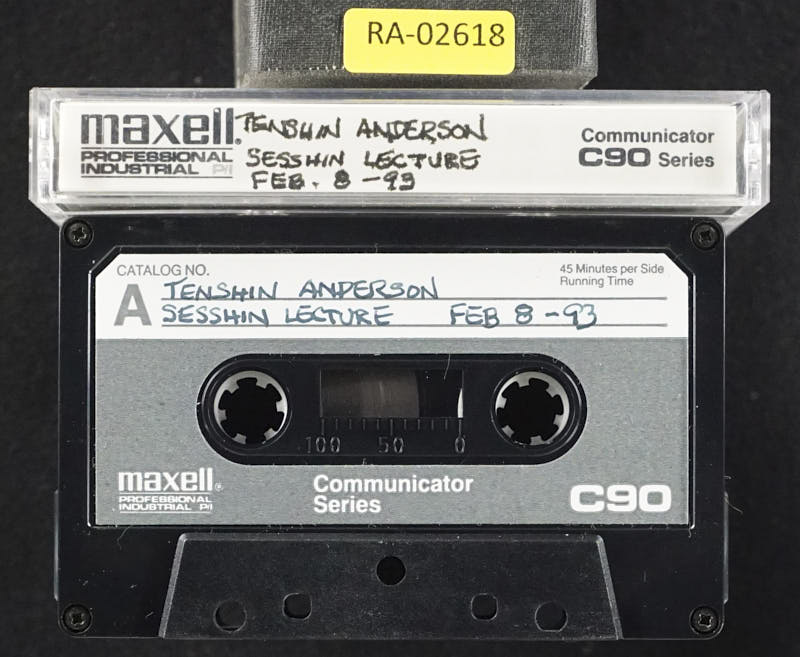 RA-02618
maxell.
PROFESSIONAL
INDUSTRIAL P/I
TENSHIN ANDERSON
SESSHIN LECTURE
FEB. 8 -93
Communicator
C90 Series
CATALOG NO.
45 Minutes per Side
Running Time
A
TENSHIN ANDERSON
SESSHIN LECTURE FEB 8 -93
100 50 0
maxell.
PROFESSIONAL
INDUSTRIAL P/I
Communicator
Series
C90